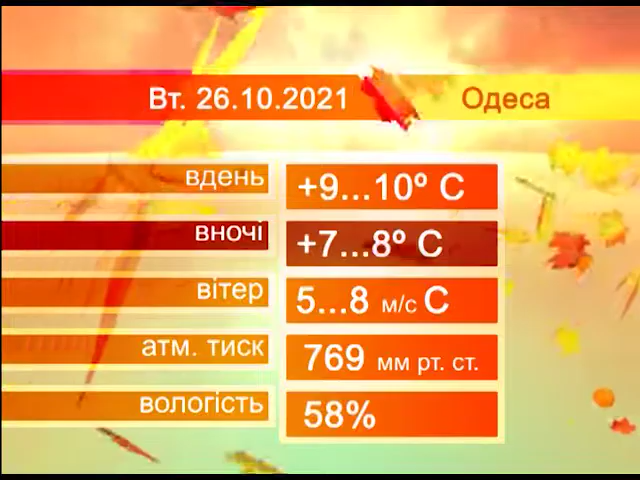 Вт. 26.10.2021 Одеса
вдень +9...10º С
вночі +7...8º С
вітер 5...8 м/с С
атм. тиск 769 мм рт. ст.
вологість 58%